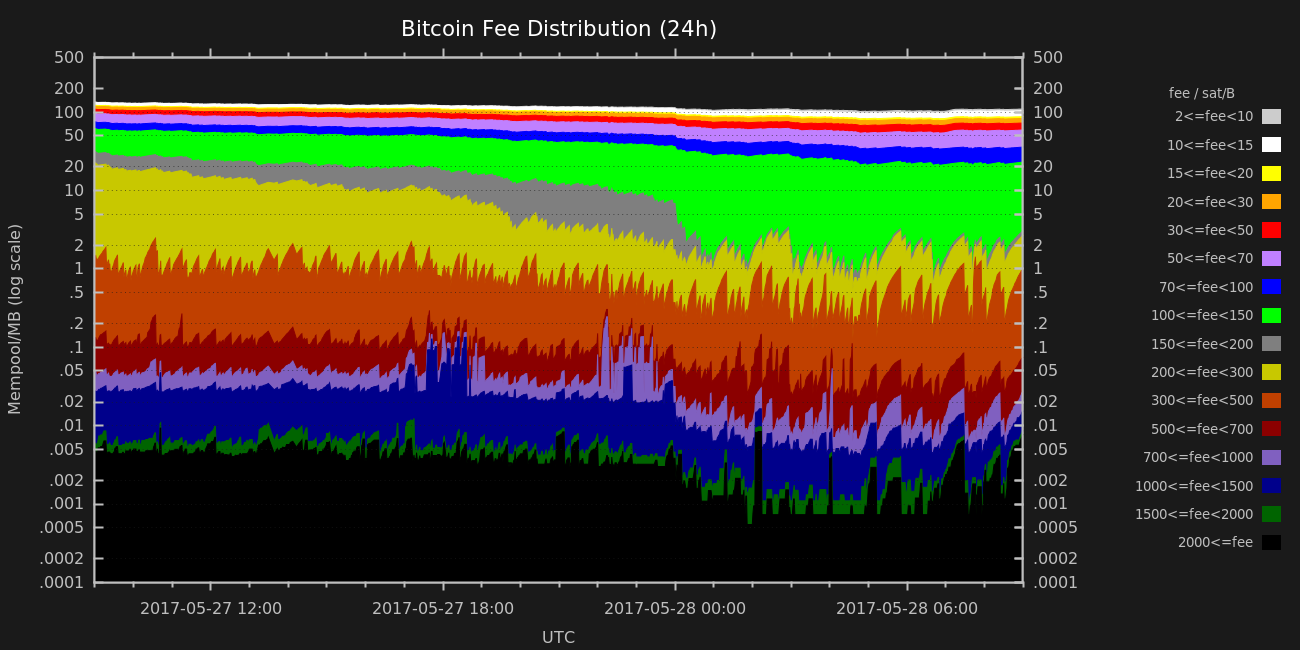 Bitcoin Fee Distribution (24h)
Mempool/MB (log scale)
500
200
100
50
20
10
5
2
1
.5
.2
.1
.05
.02
.01
.005
.002
.001
.0005
.0002
.0001
500
200
100
50
20
10
5
2
1
.5
.2
.1
.05
.02
.01
.005
.002
.001
.0005
.0002
.0001
2017-05-27 12:00
2017-05-27 18:00
2017-05-28 00:00
2017-05-28 06:00
UTC
fee / sat/B
2<=fee<10
10<=fee<15
15<=fee<20
20<=fee<30
30<=fee<50
50<=fee<70
70<=fee<100
100<=fee<150
150<=fee<200
200<=fee<300
300<=fee<500
500<=fee<700
700<=fee<1000
1000<=fee<1500
1500<=fee<2000
2000<=fee